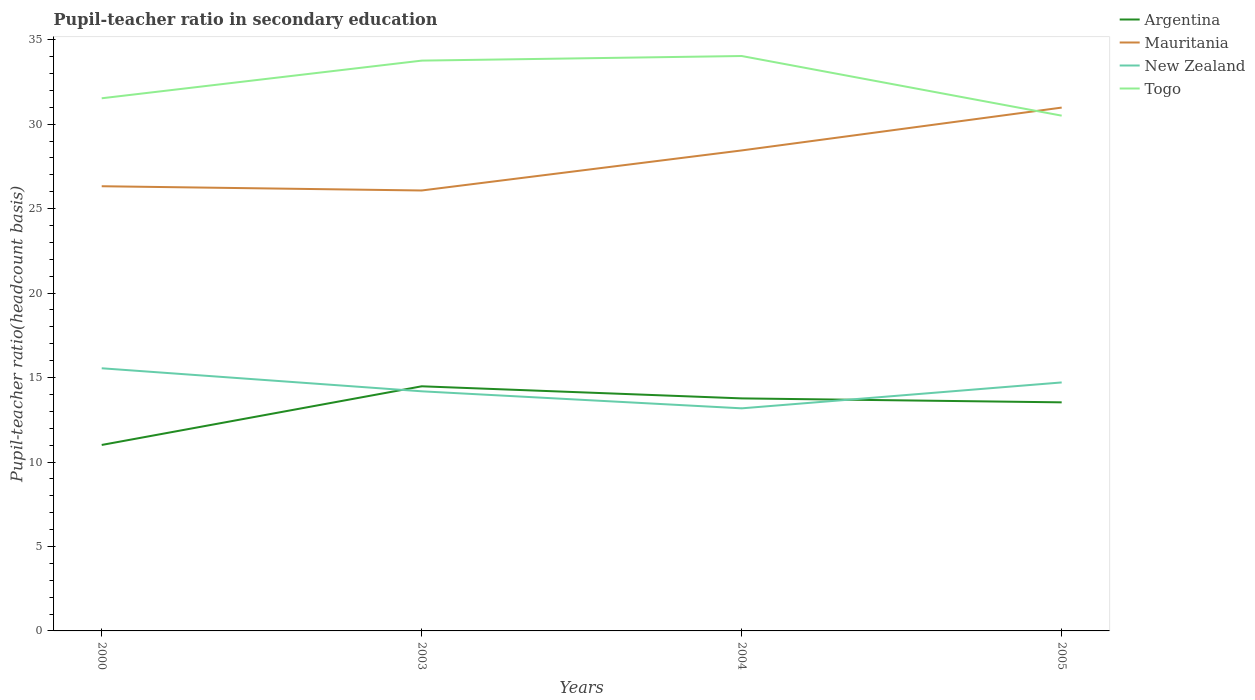 Pupil-teacher ratio in secondary education
Argentina
Mauritania
New Zealand
Togo
Pupil-teacher ratio(headcount basis)
35
30
25
20
15
10
5
0
2000
2003
2004
2005
Years